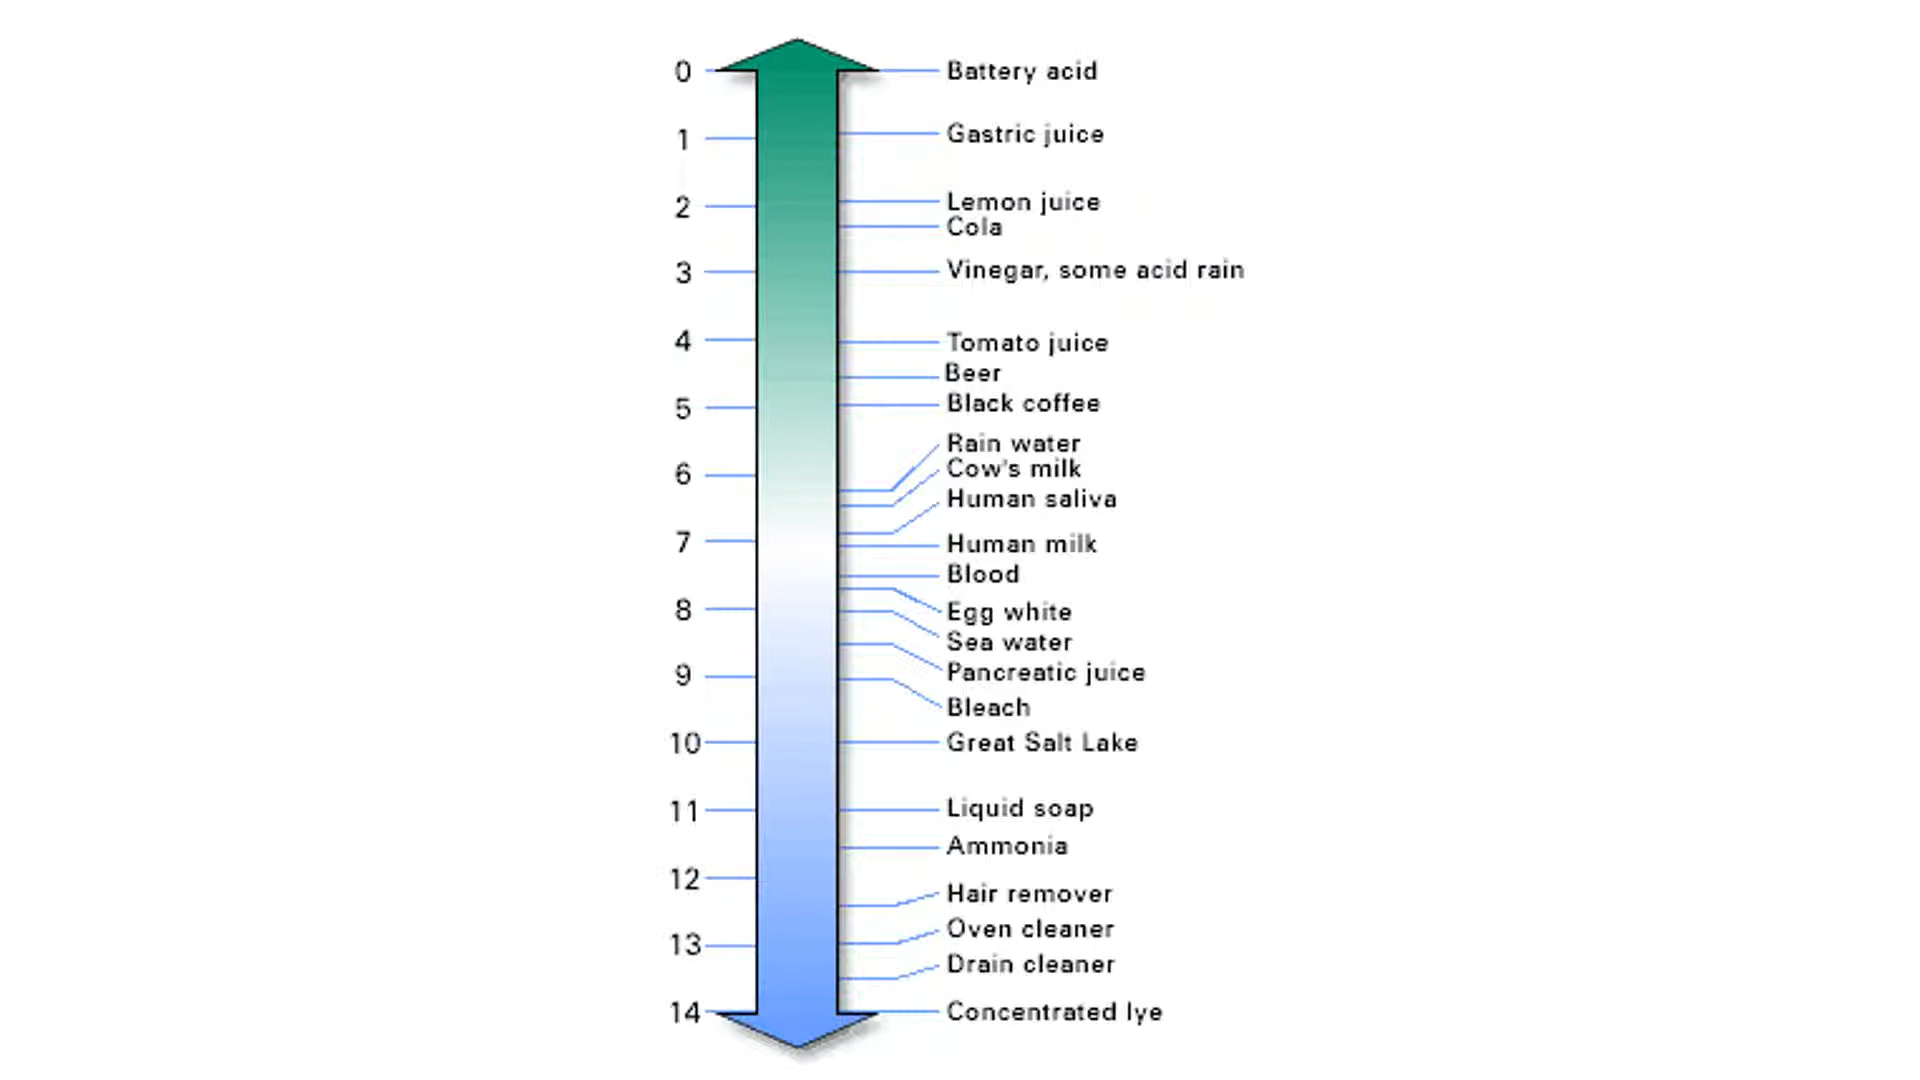 0 Battery acid
1 Gastric juice
2 Lemon juice
Cola
3 Vinegar, some acid rain
4 Tomato juice
Beer
5 Black coffee
Rain water
6 Cow's milk
Human saliva
7 Human milk
Blood
8 Egg white
Sea water
9 Pancreatic juice
Bleach
10 Great Salt Lake
11 Liquid soap
Ammonia
12 Hair remover
Oven cleaner
13 Drain cleaner
14 Concentrated lye